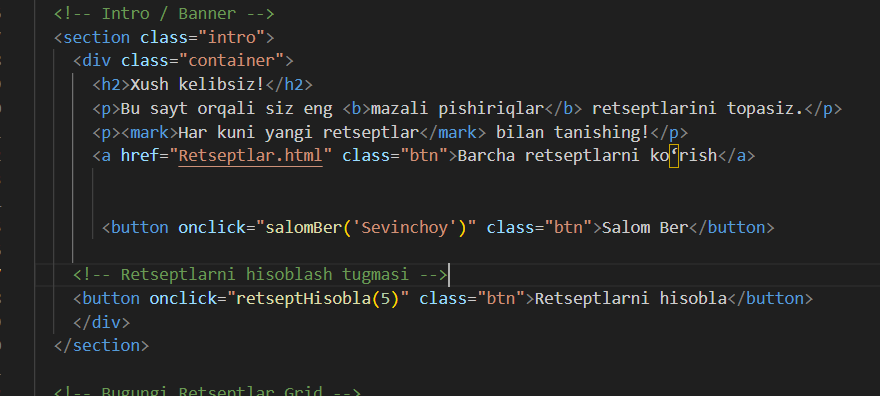 <!-- Intro / Banner -->
<section class="intro">
<div class="container">
<h2>Xush kelibsiz!</h2>
<p>Bu sayt orqali siz eng <b>mazali pishiriqlar</b> retseptlarini topasiz.</p>
<p><mark>Har kuni yangi retseptlar</mark> bilan tanishing!</p>
<a href="Retseptlar.html" class="btn">Barcha retseptlarni ko‘rish</a>
<button onclick="salomBer('Sevinchoy')" class="btn">Salom Ber</button>
<!-- Retseptlarni hisoblash tugmasi -->
<button onclick="retseptHisobla(5)" class="btn">Retseptlarni hisobla</button>
</div>
</section>
<!-- Bugungi Retseptlar Grid -->